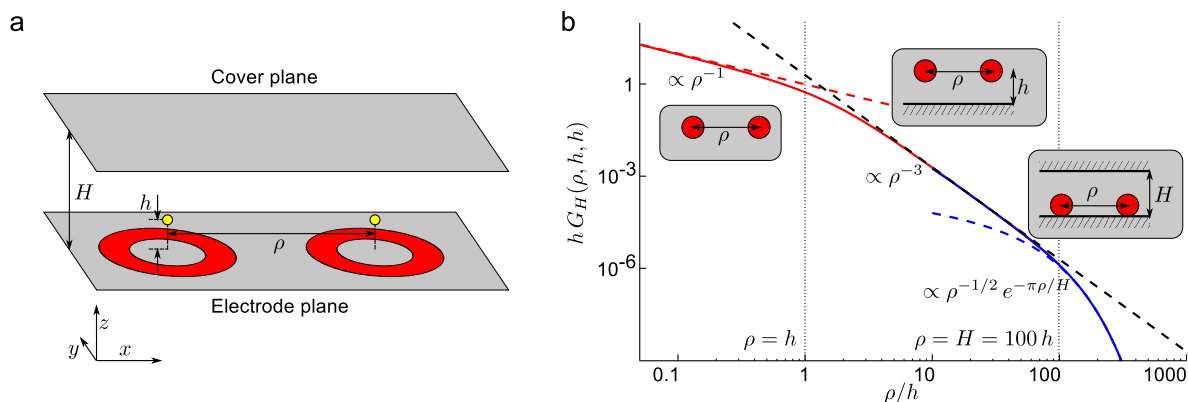 a
Cover plane
H
h
ρ
Electrode plane
z
y
x
b
h G_H(ρ, h, h)
1
10⁻³
10⁻⁶
∝ ρ⁻¹
ρ
ρ
h
∝ ρ⁻³
ρ
H
∝ ρ⁻¹/² e⁻πρ/H
ρ = h
ρ = H = 100 h
0.1
1
10
100
1000
ρ/h